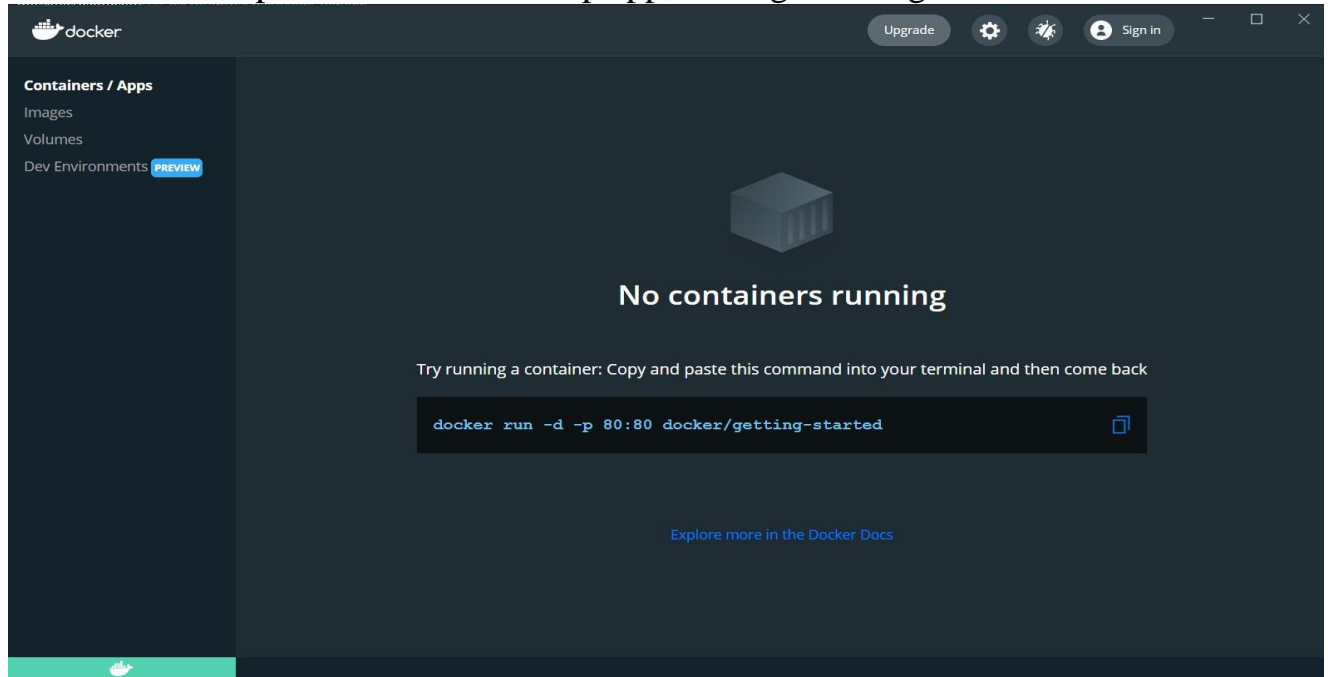 docker
Upgrade
Sign in
Containers / Apps
Images
Volumes
Dev Environments PREVIEW
No containers running
Try running a container: Copy and paste this command into your terminal and then come back
docker run -d -p 80:80 docker/getting-started
Explore more in the Docker Docs